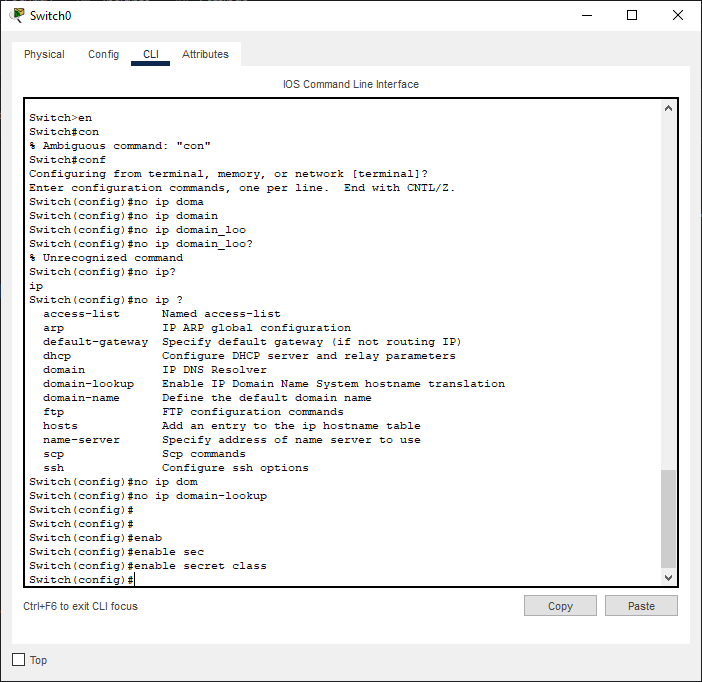 Switch0
Physical Config CLI Attributes
IOS Command Line Interface
Switch>en
Switch#con
% Ambiguous command: "con"
Switch#conf
Configuring from terminal, memory, or network [terminal]?
Enter configuration commands, one per line.  End with CNTL/Z.
Switch(config)#no ip doma
Switch(config)#no ip domain
Switch(config)#no ip domain_loo
Switch(config)#no ip domain_loo?
% Unrecognized command
Switch(config)#no ip?
ip
Switch(config)#no ip ?
  access-list      Named access-list
  arp              IP ARP global configuration
  default-gateway  Specify default gateway (if not routing IP)
  dhcp             Configure DHCP server and relay parameters
  domain           IP DNS Resolver
  domain-lookup    Enable IP Domain Name System hostname translation
  domain-name      Define the default domain name
  ftp              FTP configuration commands
  hosts            Add an entry to the ip hostname table
  name-server      Specify address of name server to use
  scp              Scp commands
  ssh              Configure ssh options
Switch(config)#no ip dom
Switch(config)#no ip domain-lookup
Switch(config)#
Switch(config)#
Switch(config)#enab
Switch(config)#enable sec
Switch(config)#enable secret class
Switch(config)#
Ctrl+F6 to exit CLI focus Copy Paste
Top